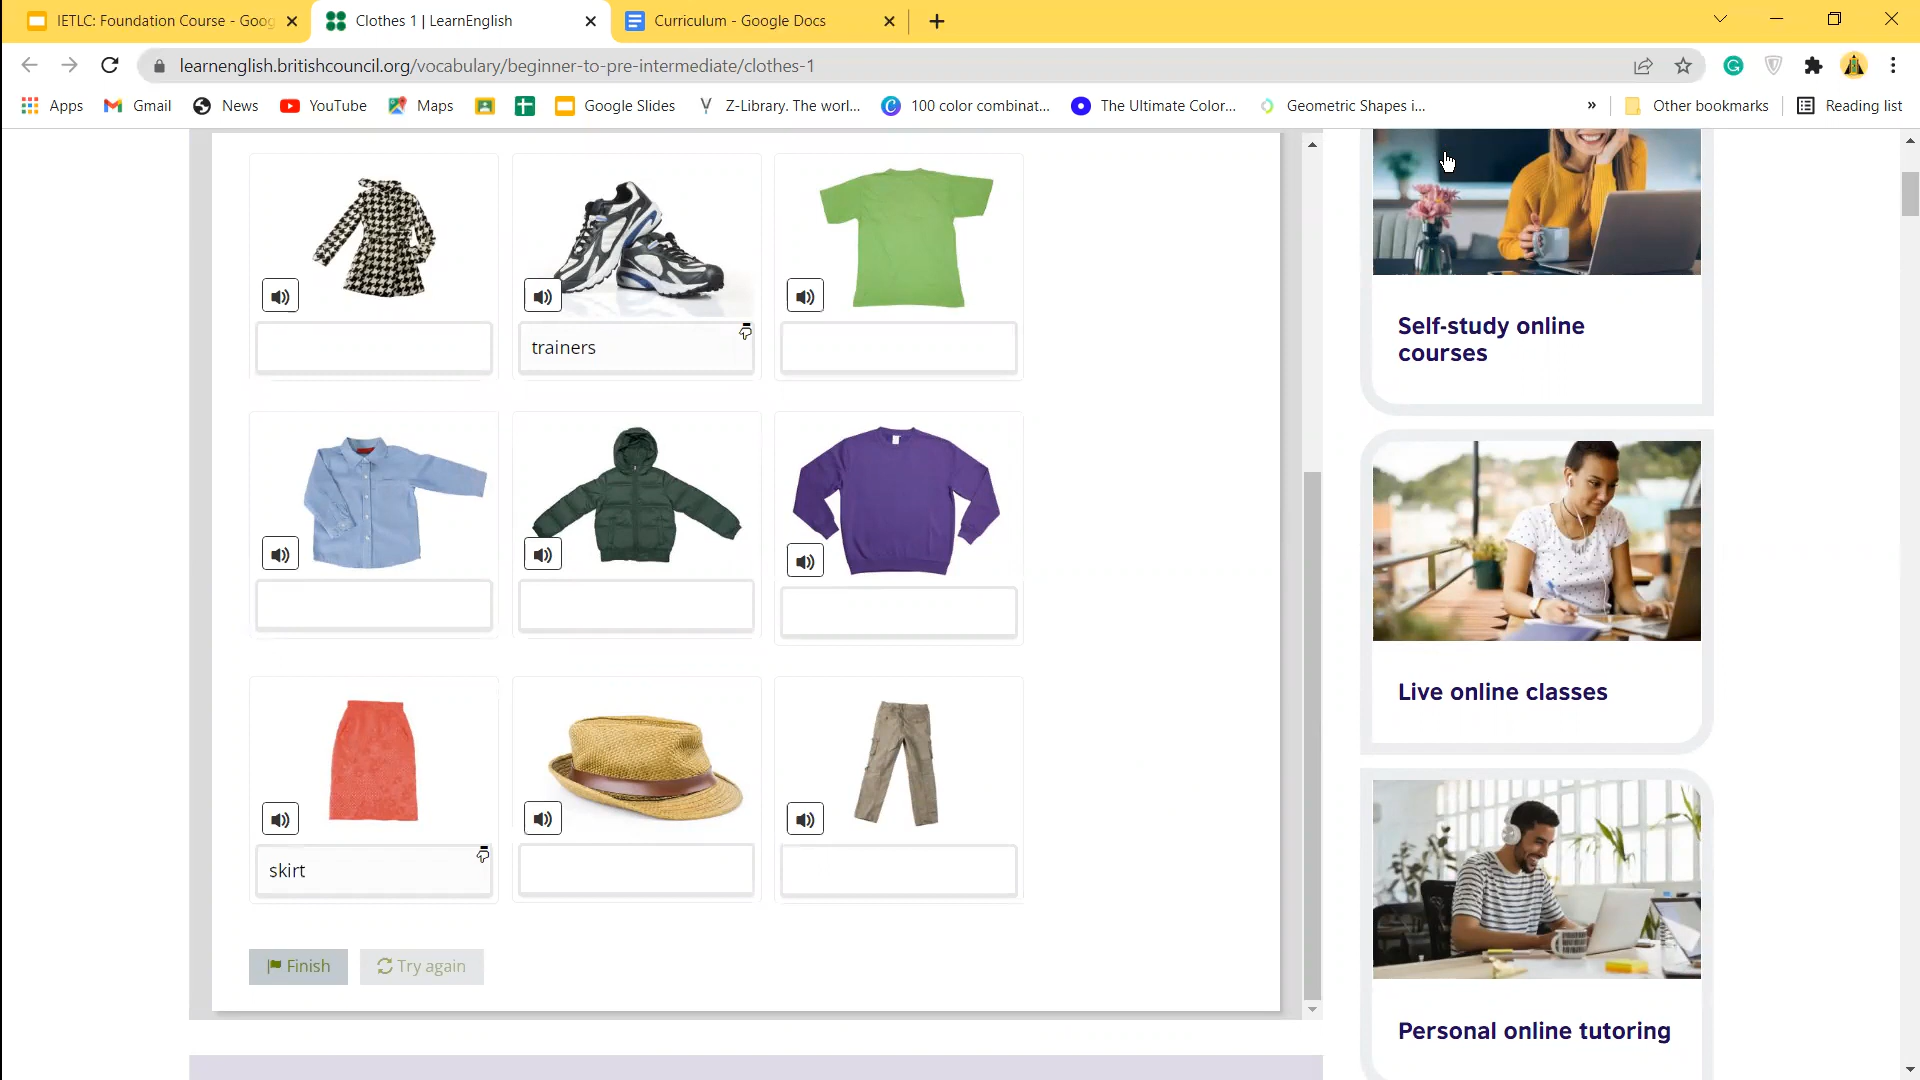 IETLC: Foundation Course - Goog
Clothes 1 | LearnEnglish
Curriculum - Google Docs
learnenglish.britishcouncil.org/vocabulary/beginner-to-pre-intermediate/clothes-1
Apps
Gmail
News
YouTube
Maps
Google Slides
Z-Library. The worl...
100 color combinat...
The Ultimate Color...
Geometric Shapes i...
»
Other bookmarks
Reading list
trainers
skirt
Finish
Try again
Self-study online
courses
Live online classes
Personal online tutoring